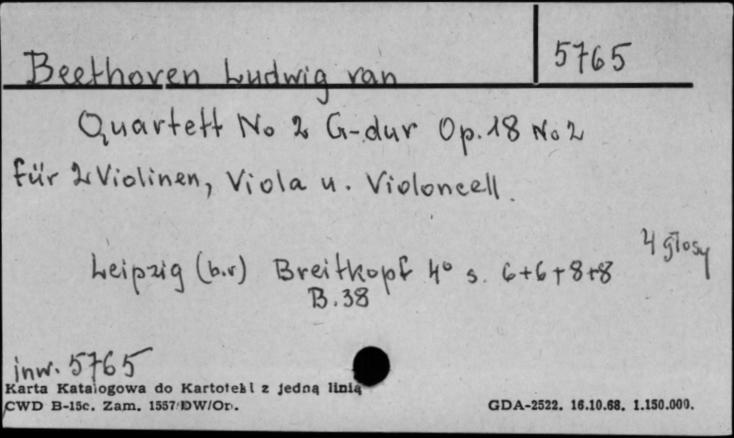 Beethoven Ludwig van 5765
Quartett No 2 G-dur Op. 18 No 2
für 2 Violinen, Viola u. Violoncell.
4 głosy
Leipzig (b.r) Breitkopf 4° s. 6+6+8+8
B.38
inw. 5765
Karta Katalogowa do Kartoteki z jedną linią
CWD B-15c. Zam. 1557/DW/Or. GDA-2522. 16.10.68. 1.150.000.